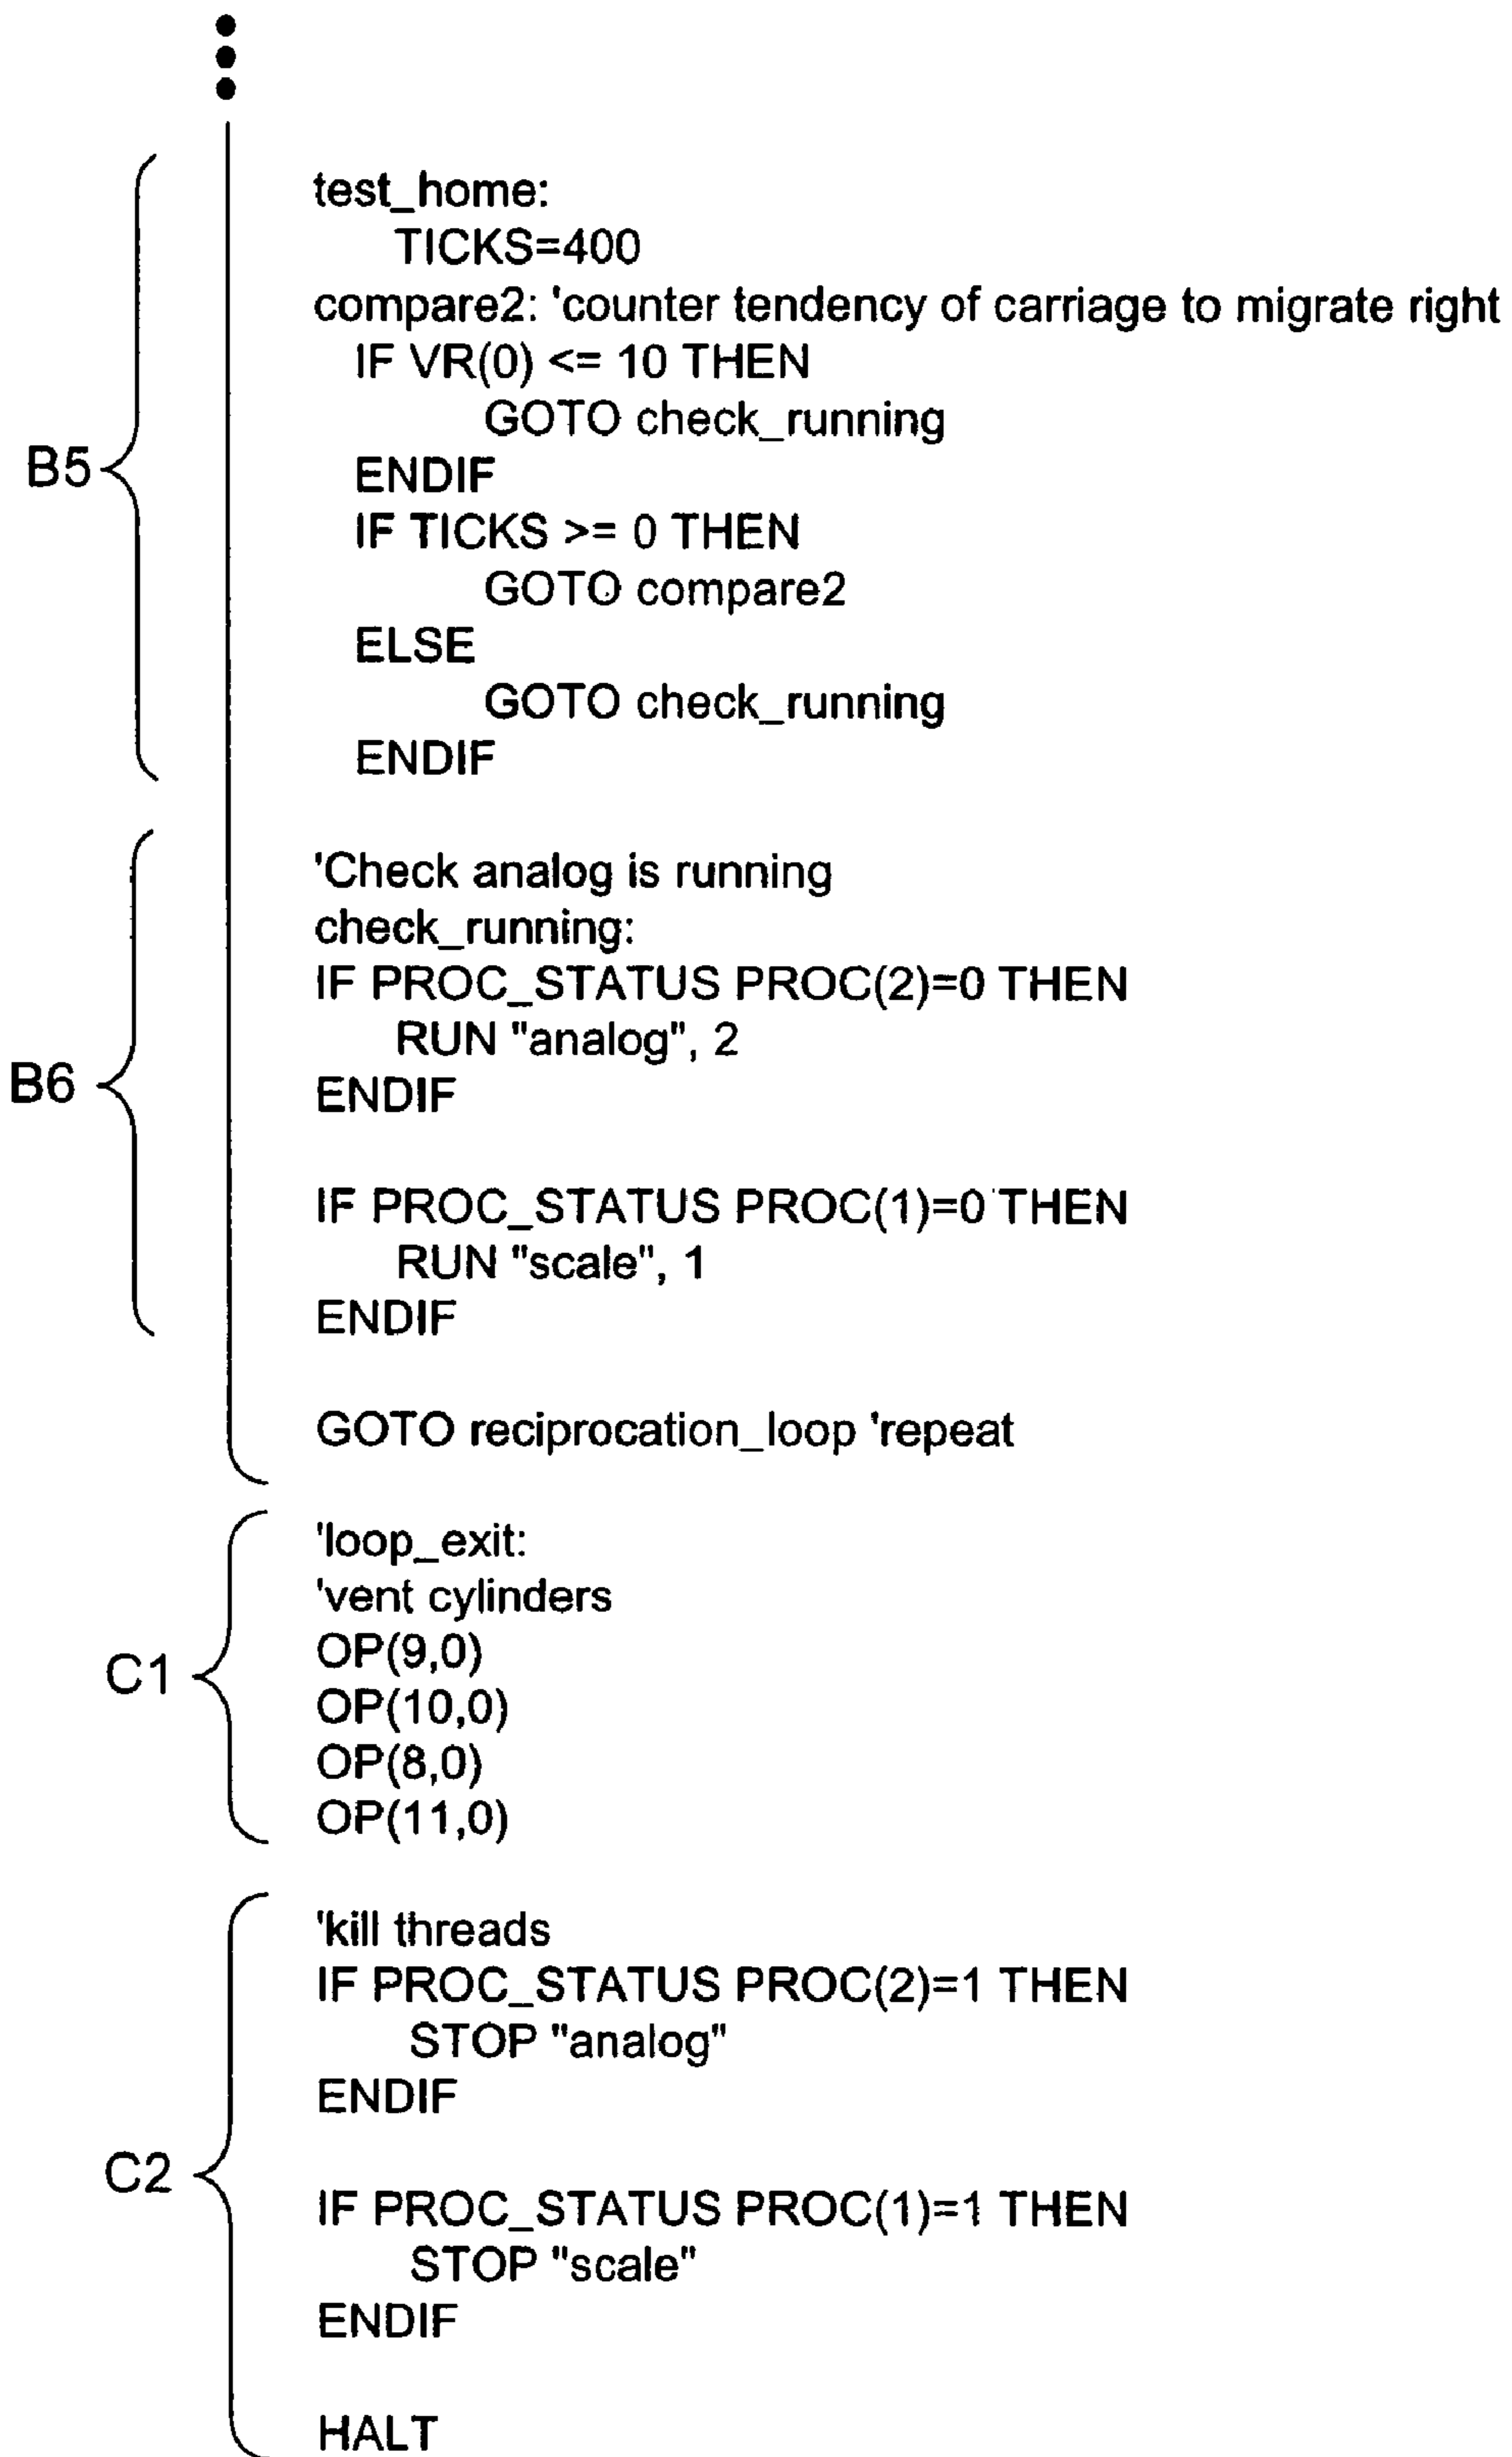 test_home:
TICKS=400
compare2: 'counter tendency of carriage to migrate right
IF VR(0) <= 10 THEN
GOTO check_running
ENDIF
B5
IF TICKS >= 0 THEN
GOTO compare2
ELSE
GOTO check_running
ENDIF
'Check analog is running
check_running:
IF PROC_STATUS PROC(2)=0 THEN
RUN "analog", 2
B6
ENDIF
IF PROC_STATUS PROC(1)=0 THEN
RUN "scale", 1
ENDIF
GOTO reciprocation_loop 'repeat
'loop_exit:
'vent cylinders
OP(9,0)
C1
OP(10,0)
OP(8,0)
OP(11,0)
'kill threads
IF PROC_STATUS PROC(2)=1 THEN
STOP "analog"
ENDIF
C2
IF PROC_STATUS PROC(1)=1 THEN
STOP "scale"
ENDIF
HALT